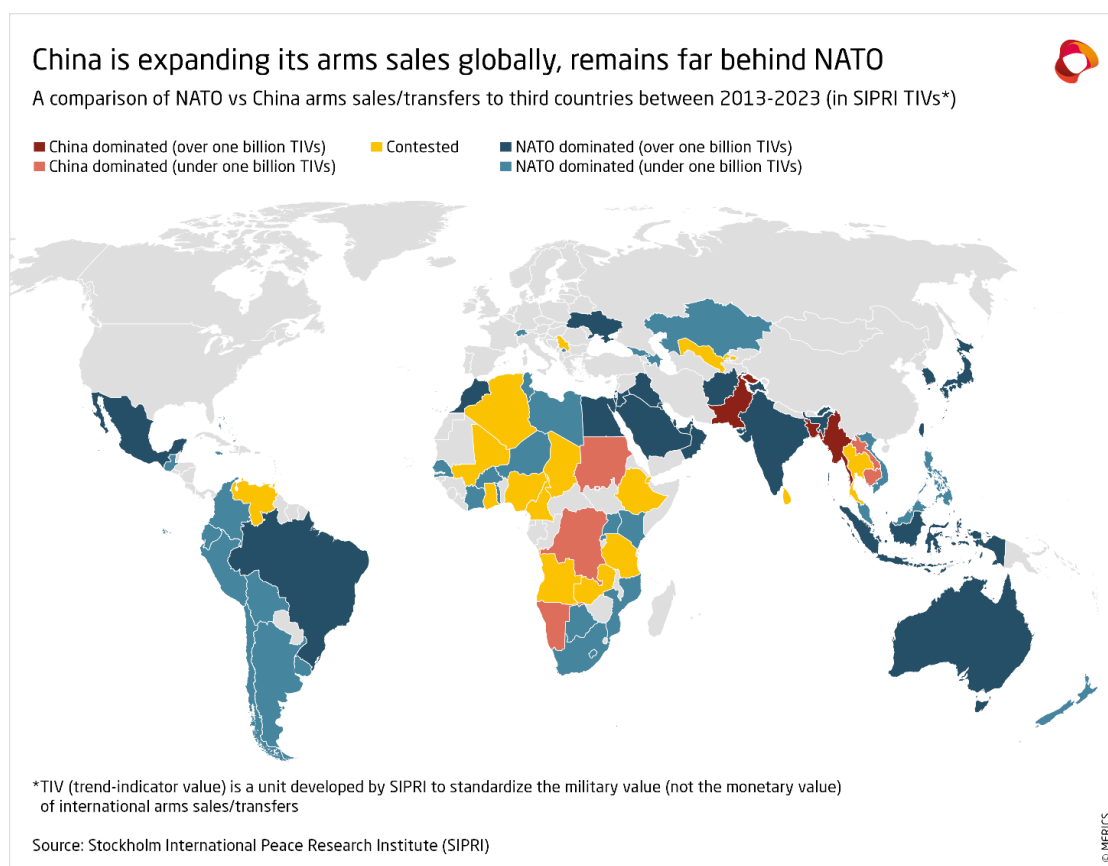 China is expanding its arms sales globally, remains far behind NATO
A comparison of NATO vs China arms sales/transfers to third countries between 2013-2023 (in SIPRI TIVs*)
China dominated (over one billion TIVs)
Contested
NATO dominated (over one billion TIVs)
China dominated (under one billion TIVs)
NATO dominated (under one billion TIVs)
*TIV (trend-indicator value) is a unit developed by SIPRI to standardize the military value (not the monetary value)
of international arms sales/transfers
Source: Stockholm International Peace Research Institute (SIPRI)
© MERICS